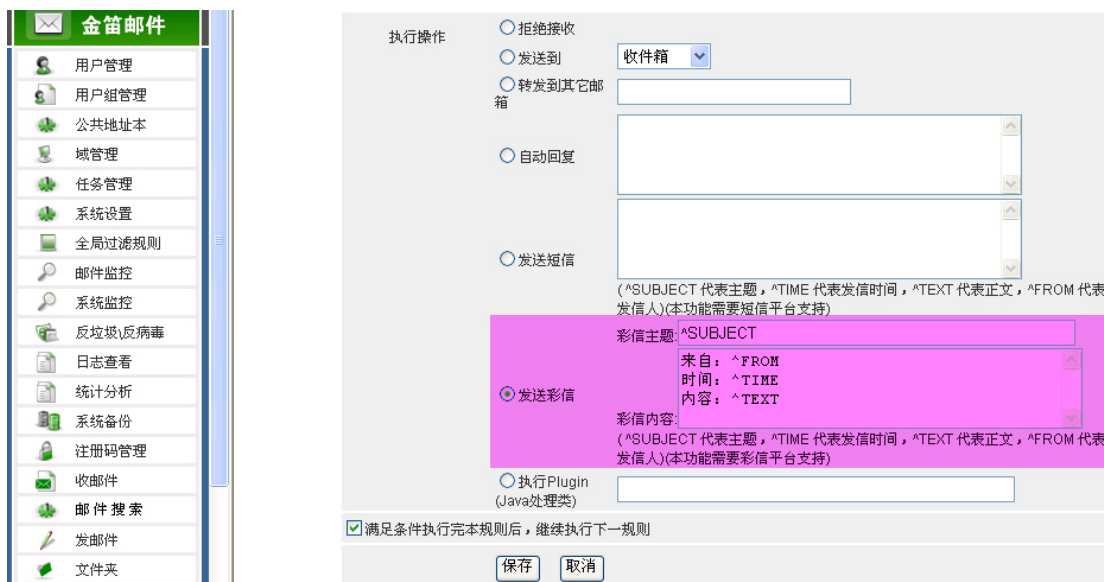 金笛邮件
用户管理
用户组管理
公共地址本
域管理
任务管理
系统设置
全局过滤规则
邮件监控
系统监控
反垃圾\反病毒
日志查看
统计分析
系统备份
注册码管理
收邮件
邮件搜索
发邮件
文件夹
执行操作
拒绝接收
发送到 收件箱
转发到其它邮
箱
自动回复
发送短信
(^SUBJECT 代表主题，^TIME 代表发信时间，^TEXT 代表正文，^FROM 代表
发信人)(本功能需要短信平台支持)
彩信主题:^SUBJECT
来自：^FROM
时间：^TIME
内容：^TEXT
发送彩信
彩信内容:
(^SUBJECT 代表主题，^TIME 代表发信时间，^TEXT 代表正文，^FROM 代表
发信人)(本功能需要彩信平台支持)
执行Plugin
(Java处理类)
满足条件执行完本规则后，继续执行下一规则
保存 取消